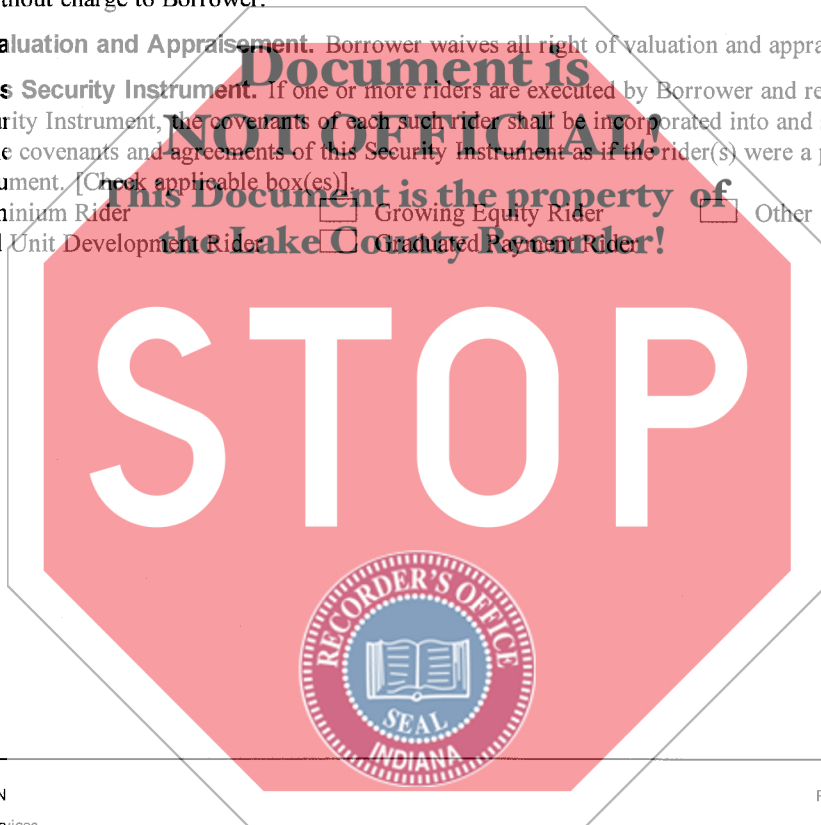 thout charge to Borrower.
aluation and Appraisement. Borrower waives all right of valuation and appra
Document is
s Security Instrument. If one or more riders are executed by Borrower and re
rity Instrument, the covenants of each such rider shall be incorporated into and
NOT OFFICIAL!
e covenants and agreements of this Security Instrument as if the rider(s) were a p
ument. [Check applicable box(es)].
This Document is the property of
minium Rider Growing Equity Rider Other
the Lake County Recorder!
Unit Development Rider Graduated Payment Rider
STOP
RECORDER'S OFFICE
SEAL
INDIANA
N